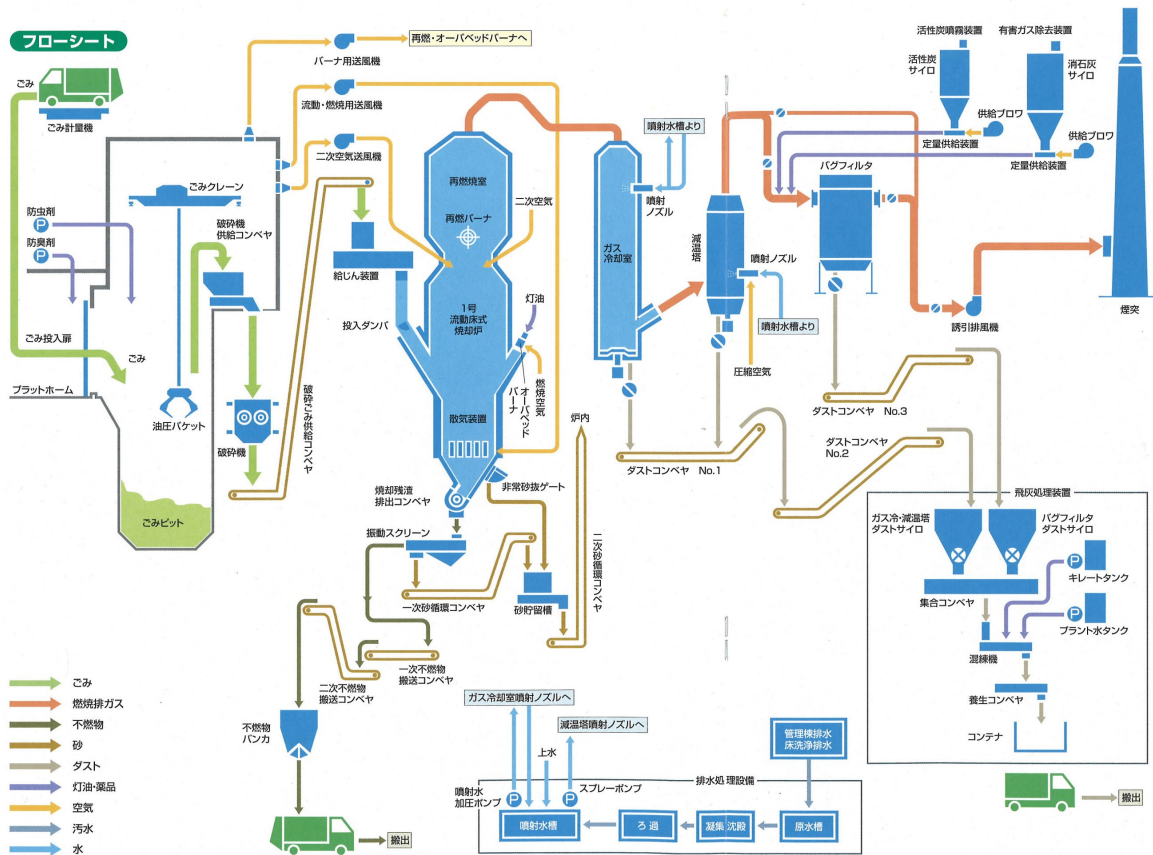 フローシート
ごみ
ごみ計量機
バーナ用送風機
再燃・オーバベッドバーナへ
流動・燃焼用送風機
二次空気送風機
ごみクレーン
防虫剤
P
防臭剤
P
破砕機
供給コンベヤ
ごみ投入扉
ごみ
プラットホーム
油圧バケット
破砕機
ごみピット
破砕ごみ供給コンベヤ
給じん装置
投入ダンパ
再燃焼室
再燃バーナ
二次空気
1号
流動床式
焼却炉
灯油
燃焼空気
オーバベッド
バーナ
散気装置
焼却残渣
排出コンベヤ
非常砂抜ゲート
振動スクリーン
一次砂循環コンベヤ
砂貯留槽
炉内
二次砂循環コンベヤ
一次不燃物
搬送コンベヤ
二次不燃物
搬送コンベヤ
不燃物
バンカ
搬出
ガス
冷却室
噴射水槽より
噴射
ノズル
減温塔
噴射ノズル
噴射水槽より
圧縮空気
活性炭噴霧装置
活性炭
サイロ
有害ガス除去装置
消石灰
サイロ
供給ブロワ
定量供給装置
供給ブロワ
定量供給装置
バグフィルタ
誘引排風機
煙突
ダストコンベヤ No.1
ダストコンベヤ
No.2
ダストコンベヤ No.3
飛灰処理装置
ガス冷・減温塔
ダストサイロ
バグフィルタ
ダストサイロ
P
キレートタンク
集合コンベヤ
P
プラント水タンク
混練機
養生コンベヤ
コンテナ
搬出
ガス冷却室噴射ノズルへ
減温塔噴射ノズルへ
上水
噴射水
加圧ポンプ
P
P
スプレーポンプ
排水処理設備
管理棟排水
床洗浄排水
噴射水槽
ろ過
凝集沈殿
原水槽
ごみ
燃焼排ガス
不燃物
砂
ダスト
灯油・薬品
空気
汚水
水